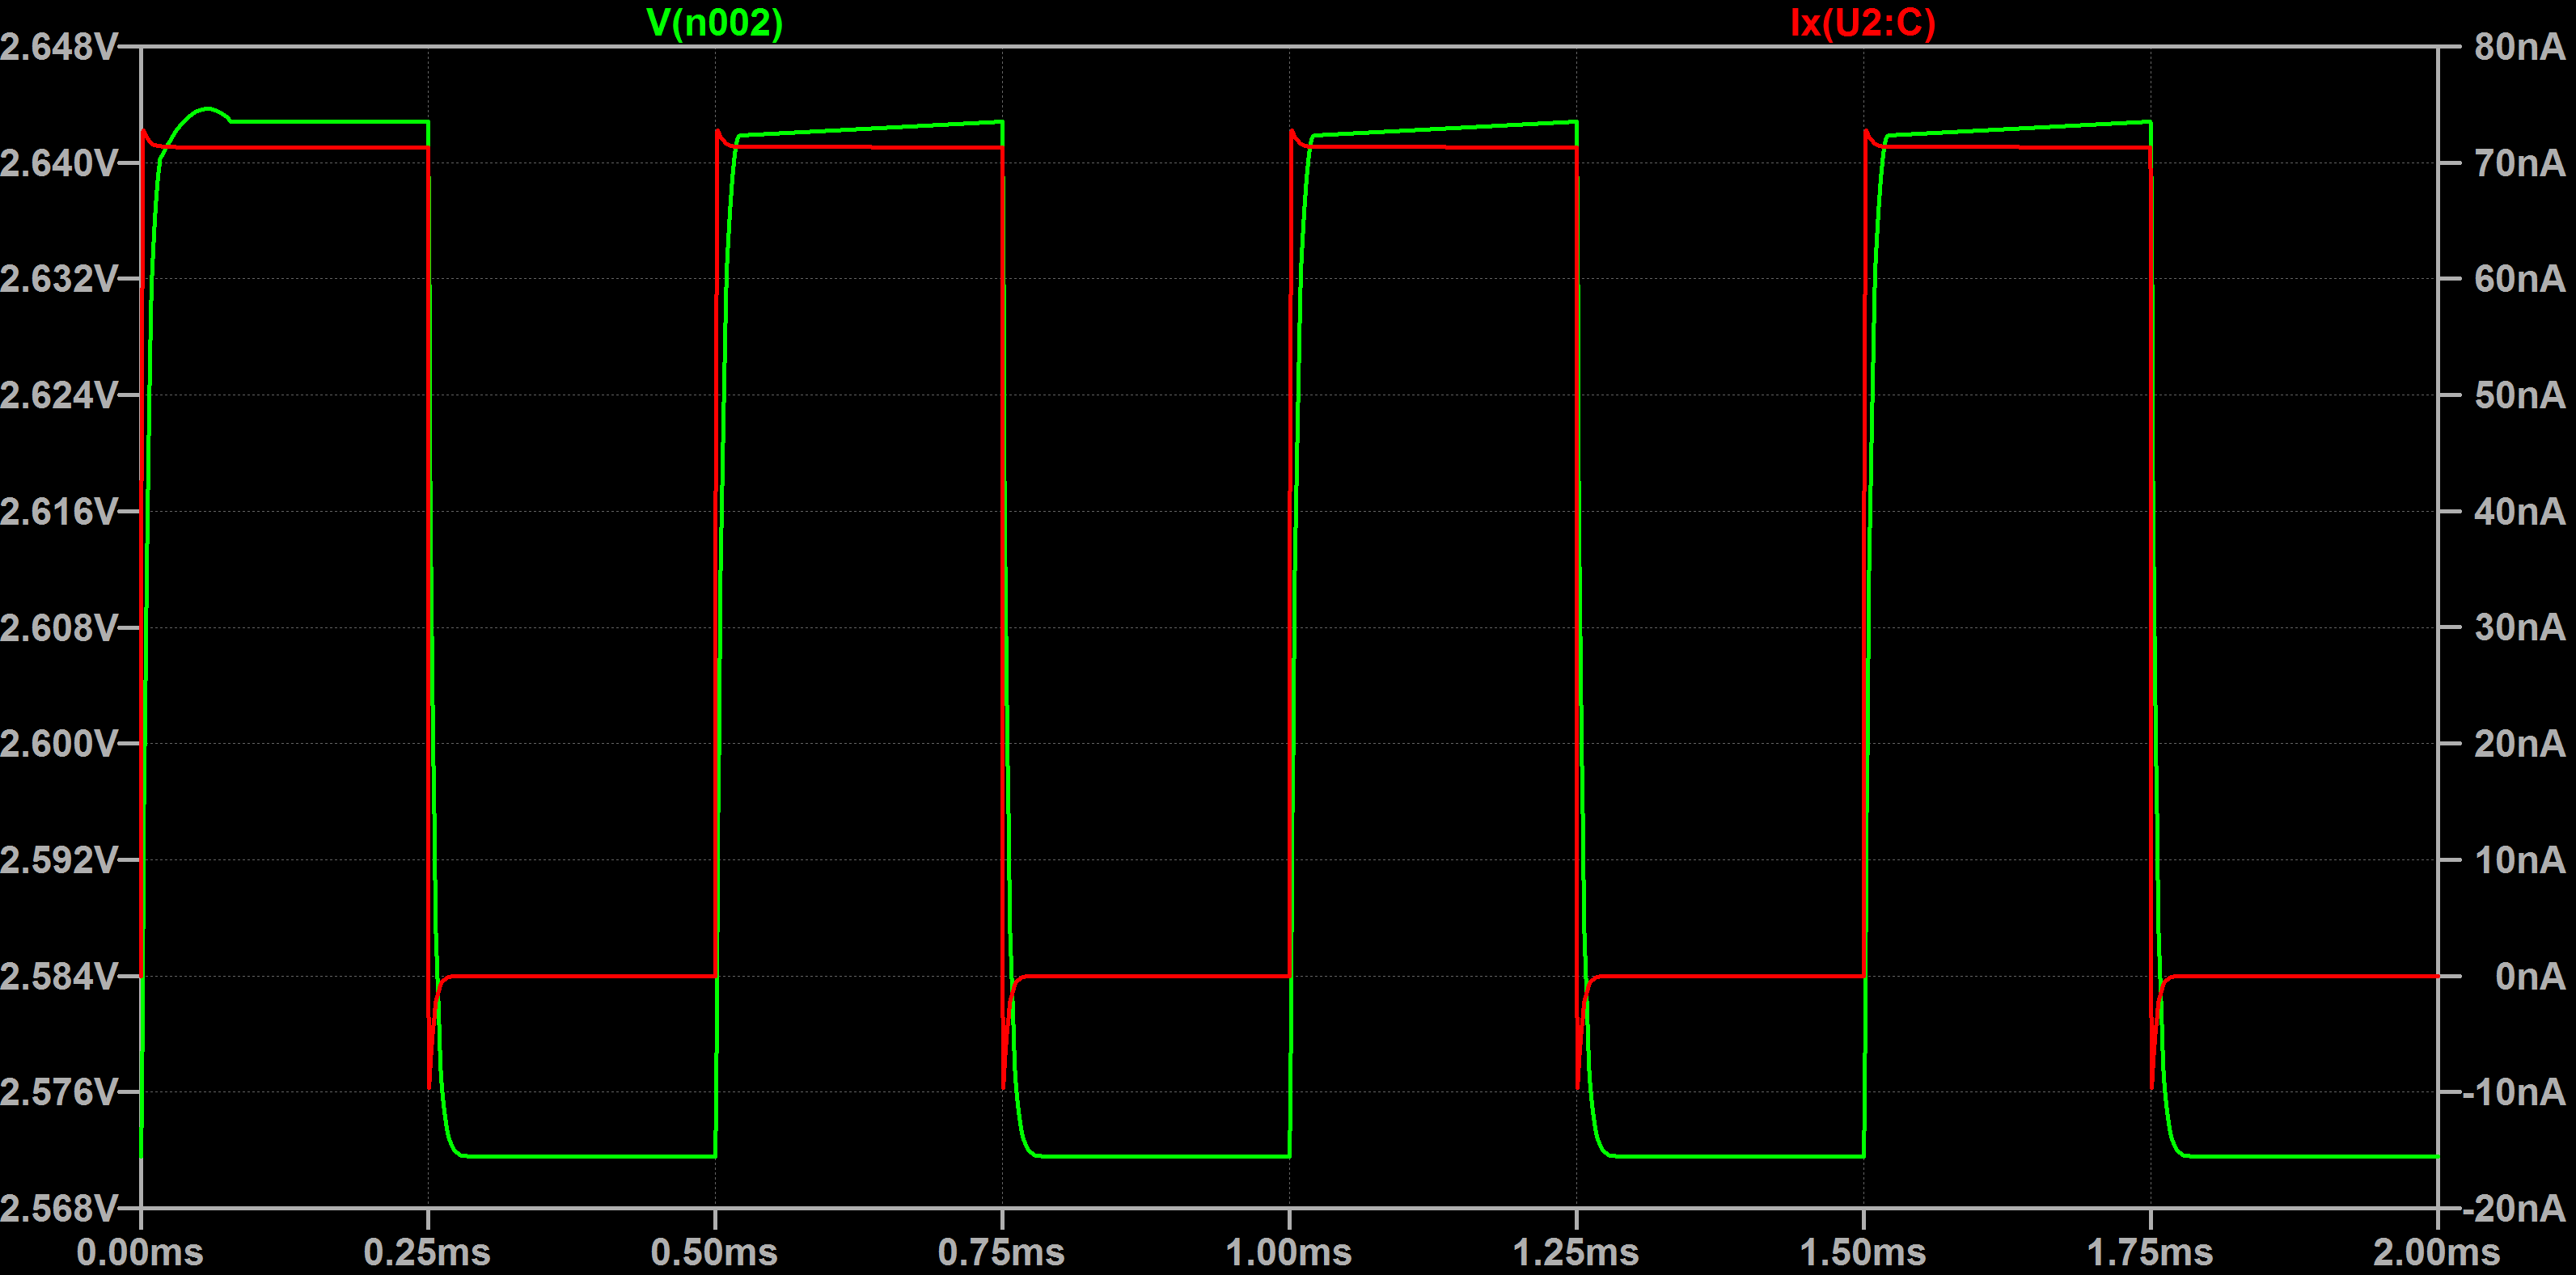 V(n002) Ix(U2:C)
2.648V 80nA
2.640V 70nA
2.632V 60nA
2.624V 50nA
2.616V 40nA
2.608V 30nA
2.600V 20nA
2.592V 10nA
2.584V 0nA
2.576V -10nA
2.568V -20nA
0.00ms 0.25ms 0.50ms 0.75ms 1.00ms 1.25ms 1.50ms 1.75ms 2.00ms